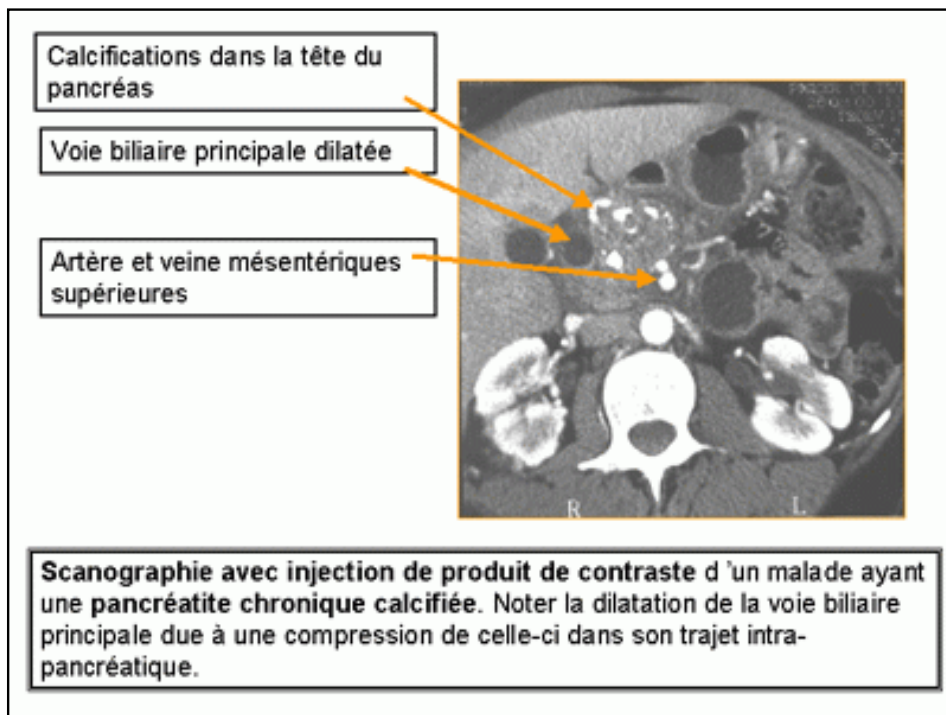 Calcifications dans la tête du
pancréas
Voie biliaire principale dilatée
Artère et veine mésentériques
supérieures
R
L
Scanographie avec injection de produit de contraste d 'un malade ayant
une pancréatite chronique calcifiée. Noter la dilatation de la voie biliaire
principale due à une compression de celle-ci dans son trajet intra-
pancréatique.